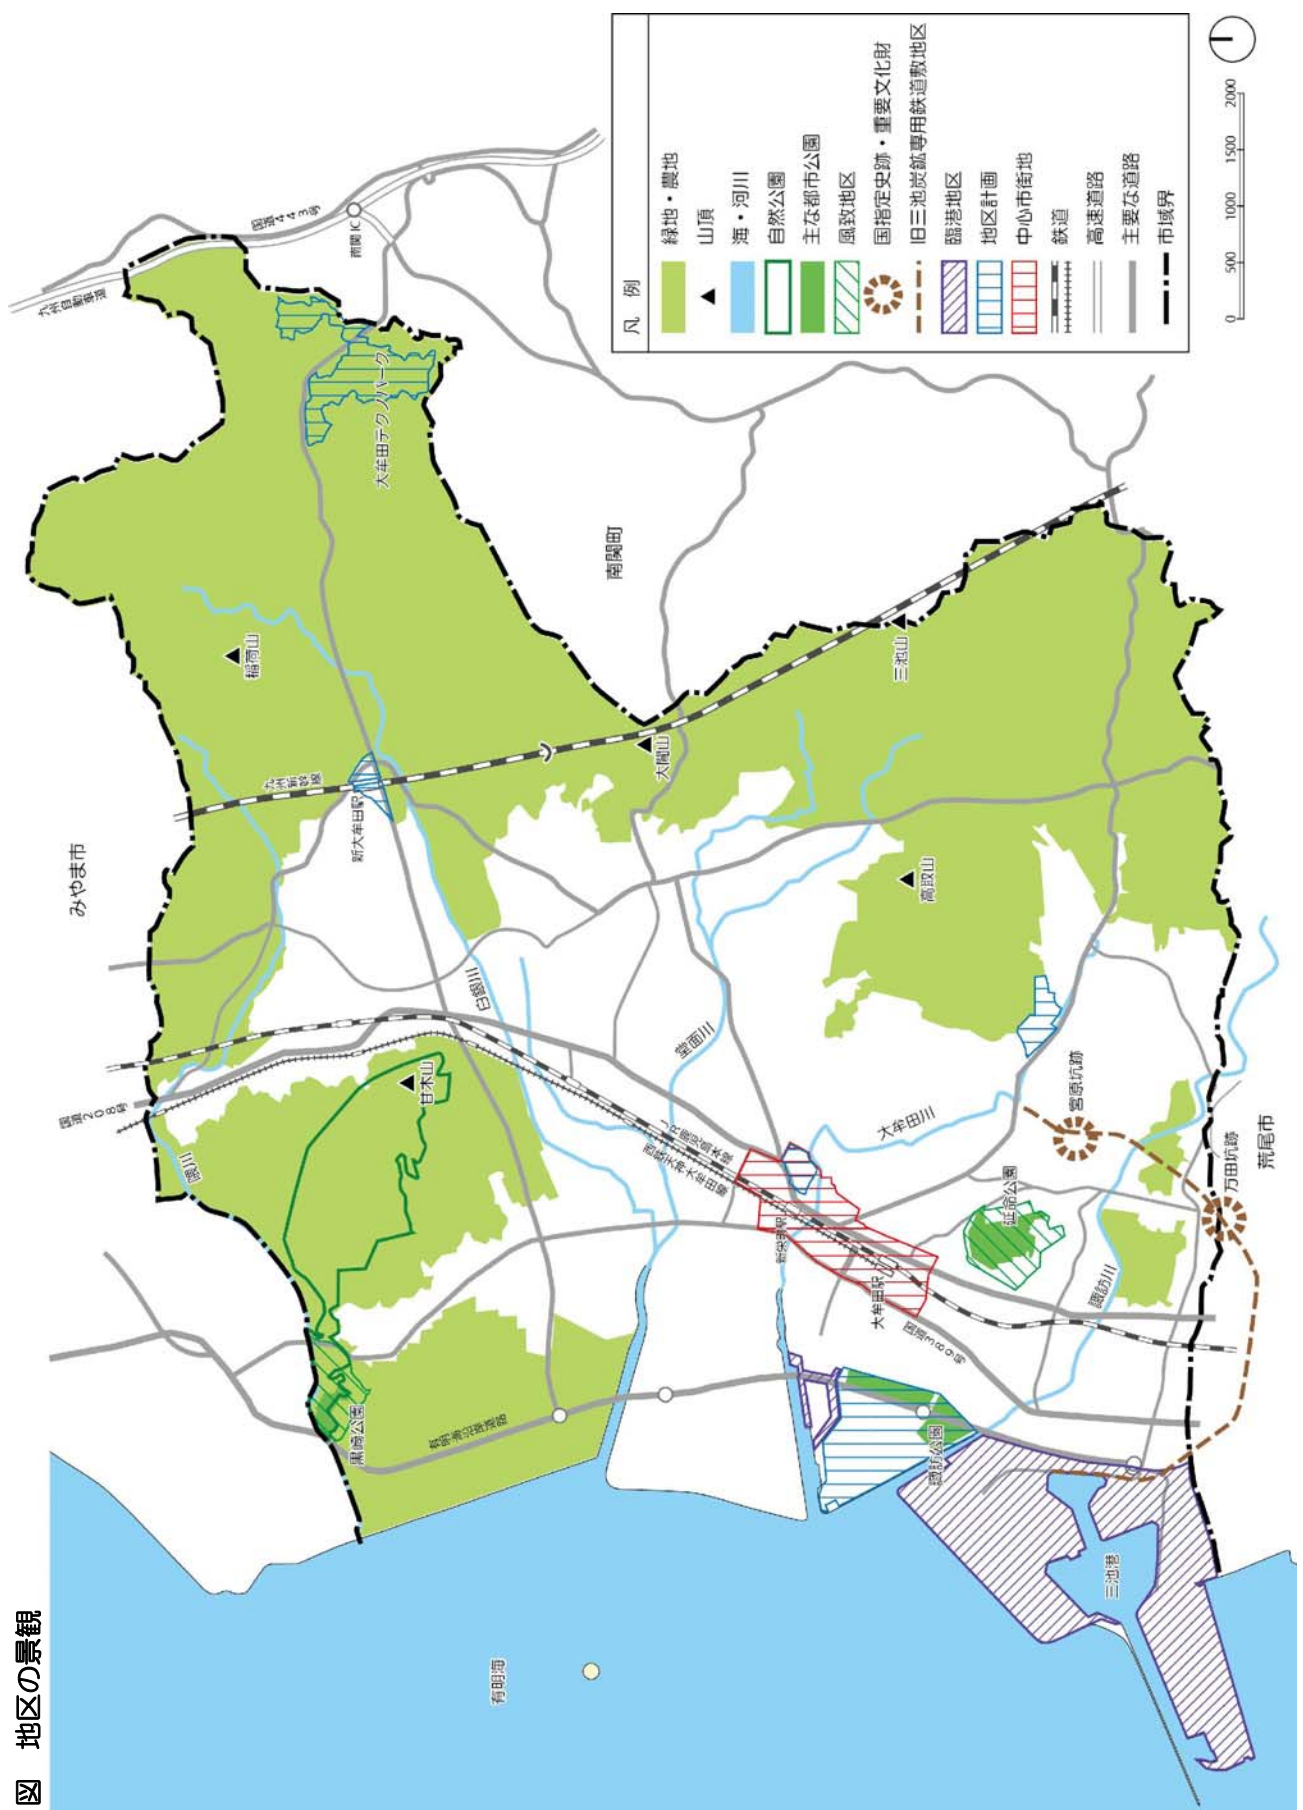 図 地区の景観
凡 例
緑地・農地
山頂
海・河川
自然公園
主な都市公園
風致地区
国指定史跡・重要文化財
旧三池炭鉱専用鉄道敷地区
臨港地区
地区計画
中心市街地
鉄道
高速道路
主要な道路
市域界
0 500 1000 1500 2000
九州自動車道
国道443号
南関IC
大牟田テクノパーク
南関町
みやま市
稲荷山
九州新幹線
新大牟田駅
大間山
三池山
高取山
白銀川
堂面川
大牟田川
国道208号
隈川
甘木山
JR鹿児島本線
西鉄天神大牟田線
新栄町駅
大牟田駅
国道389号
宮原坑跡
万田坑跡
荒尾市
延命公園
諏訪川
黒崎公園
有明海沿岸道路
諏訪公園
三池港
有明海